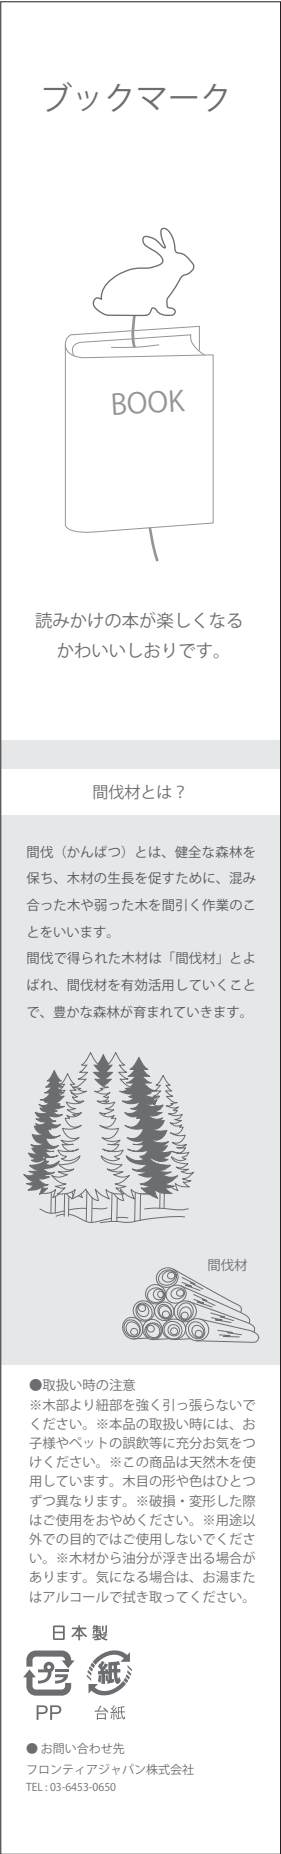 ブックマーク
BOOK
読みかけの本が楽しくなる
かわいいしおりです。
間伐材とは？
間伐（かんばつ）とは、健全な森林を
保ち、木材の生長を促すために、混み
合った木や弱った木を間引く作業のこ
とをいいます。
間伐で得られた木材は「間伐材」とよ
ばれ、間伐材を有効活用していくこと
で、豊かな森林が育まれていきます。
間伐材
●取扱い時の注意
※木部より紐部を強く引っ張らないで
ください。※本品の取扱い時には、お
子様やペットの誤飲等に充分お気をつ
けください。※この商品は天然木を使
用しています。木目の形や色はひとつ
ずつ異なります。※破損・変形した際
はご使用をおやめください。※用途以
外での目的ではご使用しないでくださ
い。※木材から油分が浮き出る場合が
あります。気になる場合は、お湯また
はアルコールで拭き取ってください。
日本製
プラ 紙
PP 台紙
● お問い合わせ先
フロンティアジャパン株式会社
TEL : 03-6453-0650